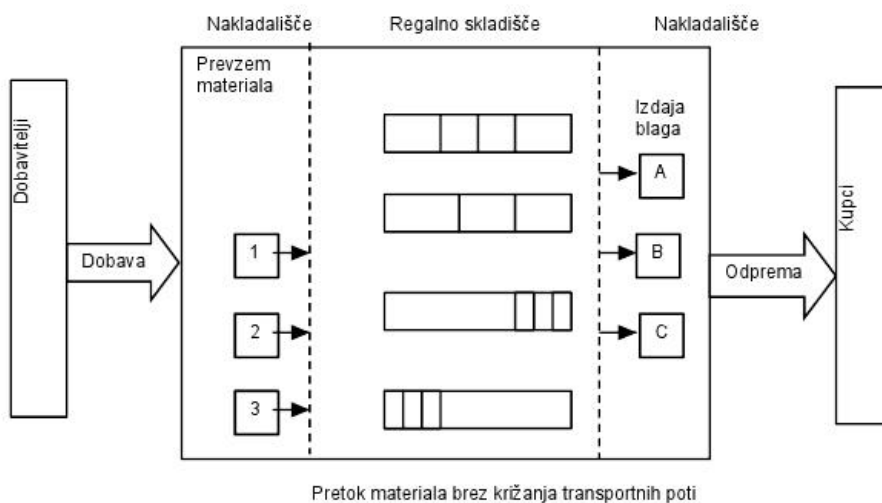 Nakladališče
Regalno skladišče
Nakladališče
Prevzem
materiala
Izdaja
blaga
Dobavitelji
Dobava
1
2
3
A
B
C
Odprema
Kupci
Pretok materiala brez križanja transportnih poti